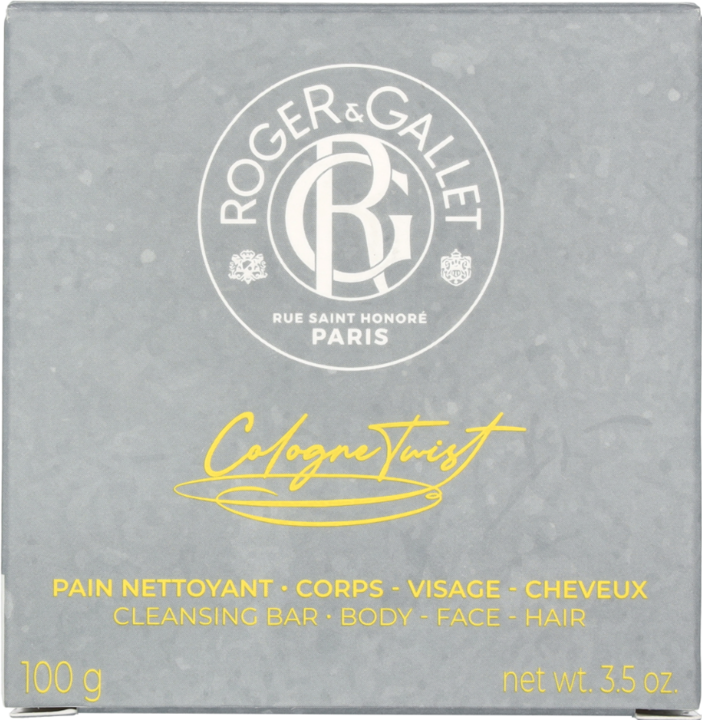 ROGER & GALLET
RG
RUE SAINT HONORÉ
PARIS
Cologne Twist
PAIN NETTOYANT • CORPS - VISAGE - CHEVEUX
CLEANSING BAR • BODY - FACE - HAIR
100 g
net wt. 3.5 oz.